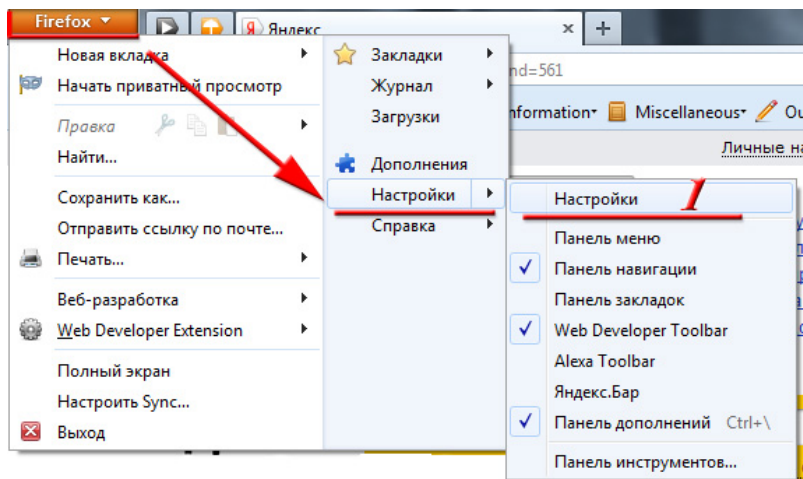 Firefox
Яндекс
Новая вкладка
Начать приватный просмотр
Правка
Найти...
Сохранить как...
Отправить ссылку по почте...
Печать...
Веб-разработка
Web Developer Extension
Полный экран
Настроить Sync...
Выход
Закладки
Журнал
Загрузки
Дополнения
Настройки
Справка
nd=561
Miscellaneous
Личные
Настройки 1
Панель меню
Панель навигации
Панель закладок
Web Developer Toolbar
Alexa Toolbar
Яндекс.Бар
Панель дополнений Ctrl+\
Панель инструментов...